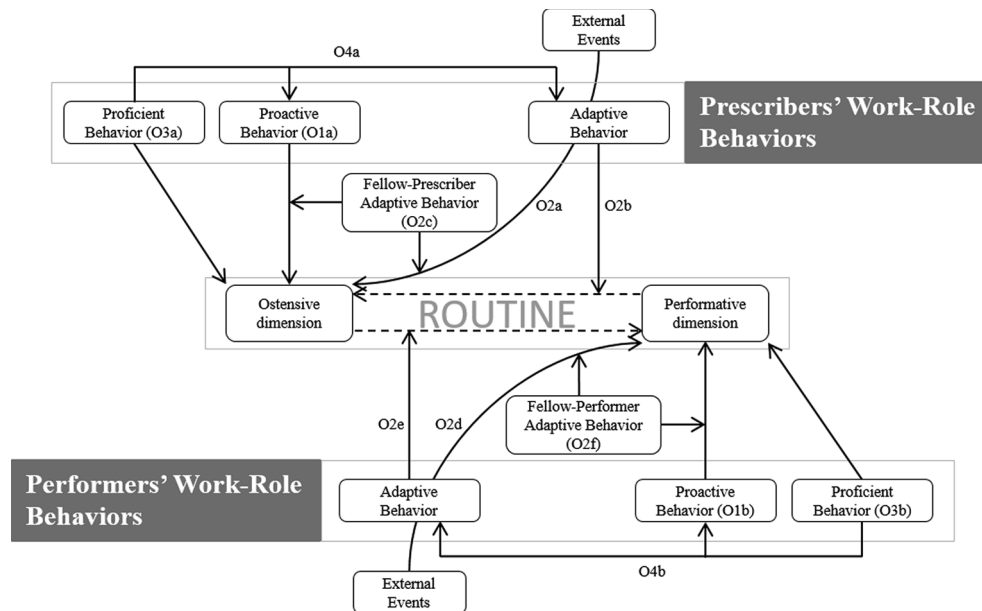 External
Events
O4a
Proficient
Behavior (O3a)
Proactive
Behavior (O1a)
Adaptive
Behavior
Prescribers' Work-Role
Behaviors
Fellow-Prescriber
Adaptive Behavior
(O2c)
O2a
O2b
Ostensive
dimension
ROUTINE
Performative
dimension
O2e
O2d
Fellow-Performer
Adaptive Behavior
(O2f)
Performers' Work-Role
Behaviors
Adaptive
Behavior
Proactive
Behavior (O1b)
Proficient
Behavior (O3b)
O4b
External
Events